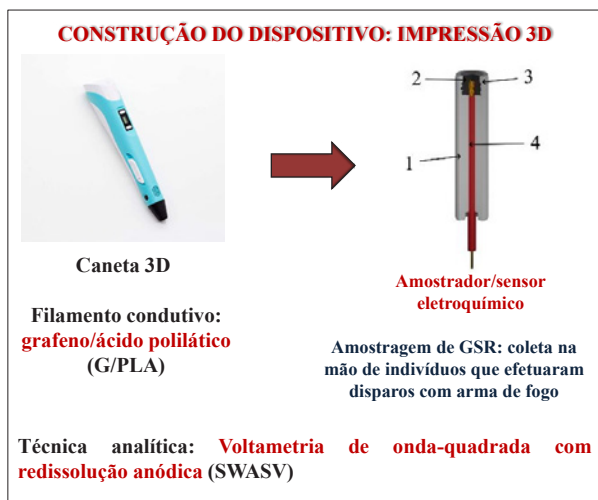 CONSTRUÇÃO DO DISPOSITIVO: IMPRESSÃO 3D
2
3
4
1
Caneta 3D
Filamento condutivo:
grafeno/ácido polilático
(G/PLA)
Amostrador/sensor
eletroquímico
Amostragem de GSR: coleta na
mão de indivíduos que efetuaram
disparos com arma de fogo
Técnica analítica: Voltametria de onda-quadrada com
redissolução anódica (SWASV)